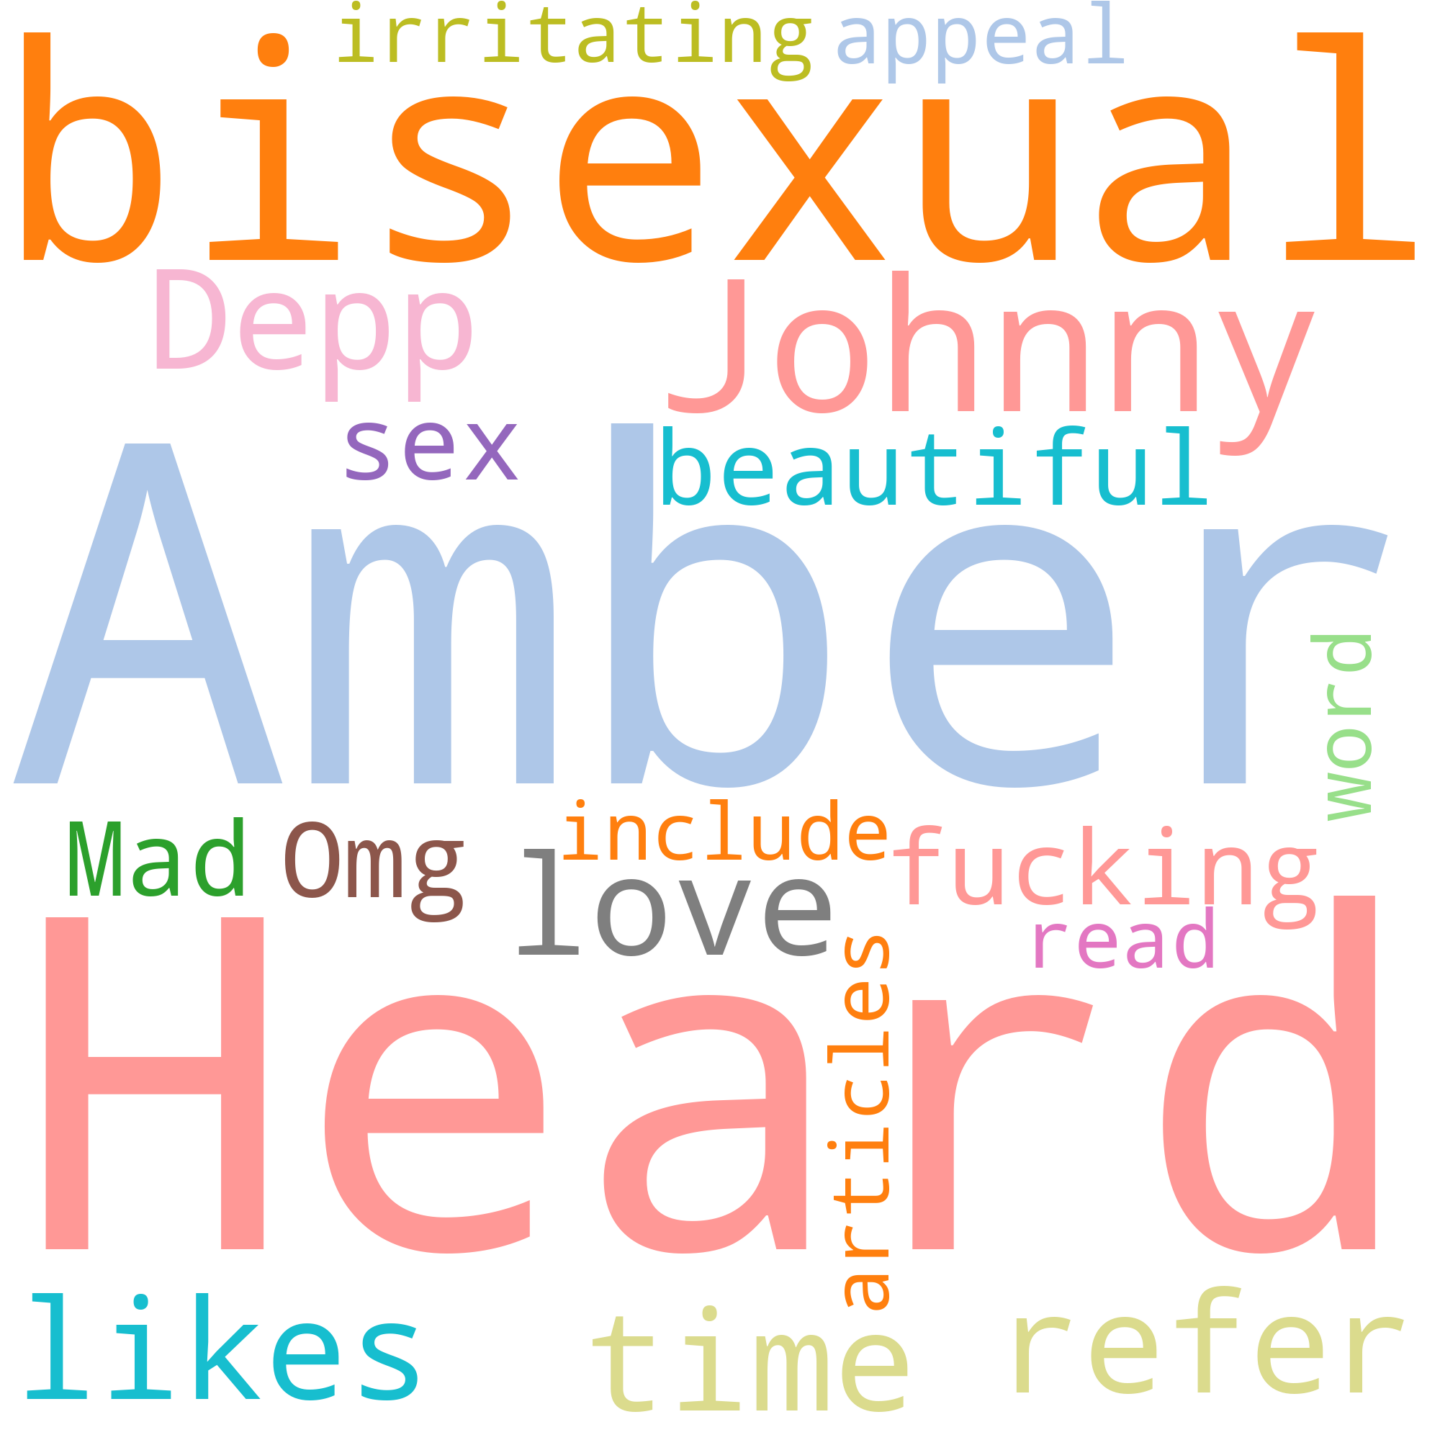 irritating appeal
bisexual
Depp Johnny
sex beautiful
Amber
word
Mad Omg include fucking
love read
articles
Heard
likes time refer